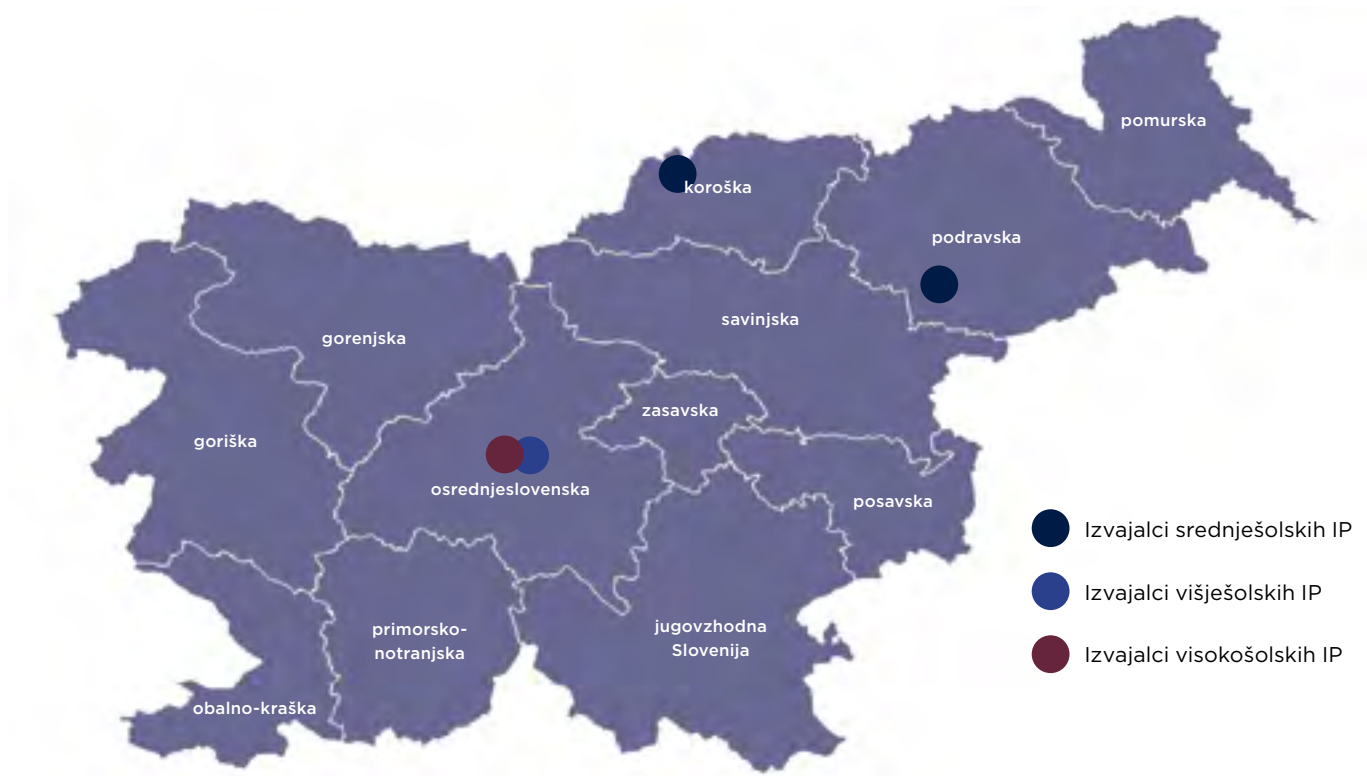 pomurska
koroška
podravska
savinjska
gorenjska
zasavska
goriška
osrednjeslovenska
posavska
Izvajalci srednješolskih IP
Izvajalci višješolskih IP
Izvajalci visokošolskih IP
primorsko-
notranjska
jugovzhodna
Slovenija
obalno-kraška